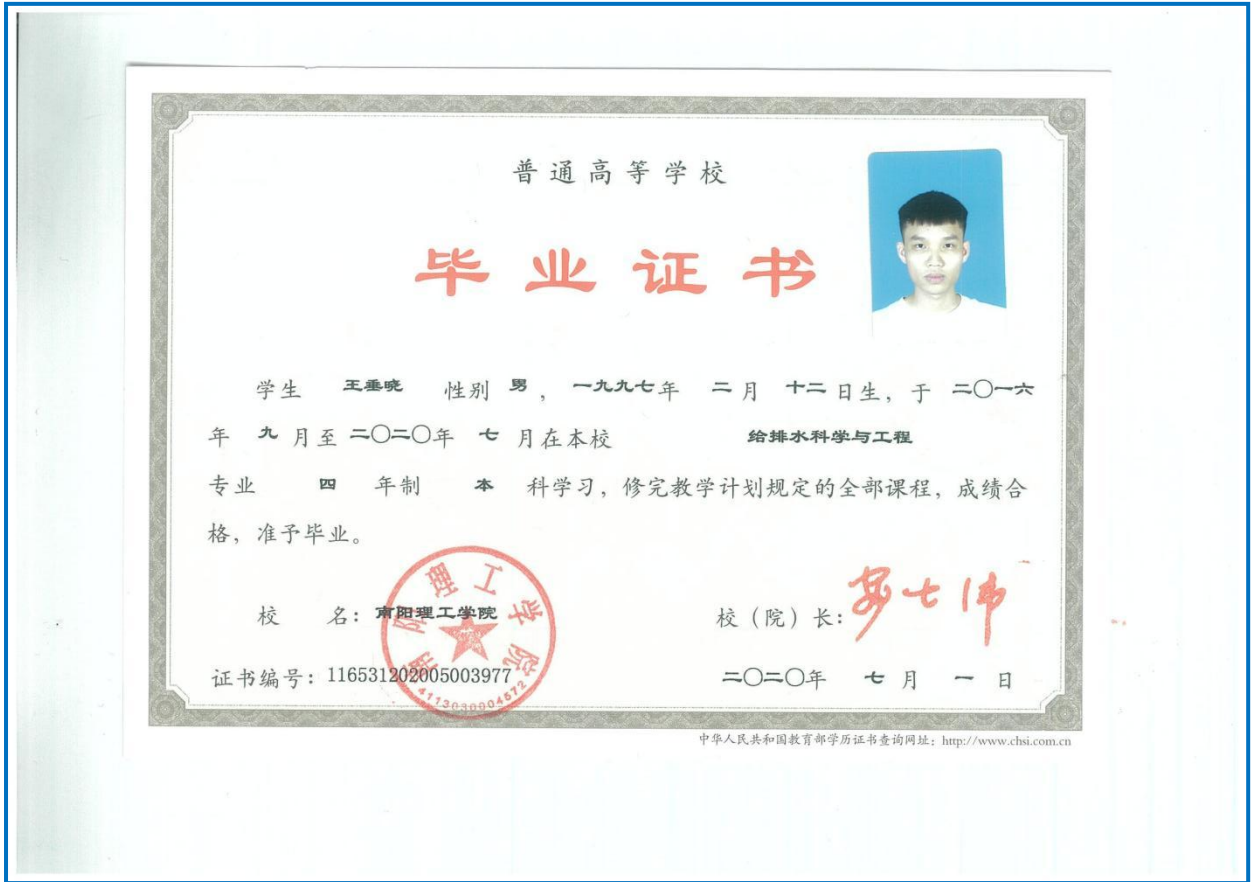 普通高等学校
毕业证书
学生 王垂晓 性别 男，一九九七年 二月 十二日生，于 二〇一六
年 九 月至 二〇二〇年 七 月在本校 给排水科学与工程
专业 四 年制 本 科学习，修完教学计划规定的全部课程，成绩合
格，准予毕业。
校 名：南阳理工学院
校（院）长：
南阳理工学院
4113030004572
证书编号：116531202005003977
二〇二〇年 七月 一日
中华人民共和国教育部学历证书查询网址：http://www.chsi.com.cn